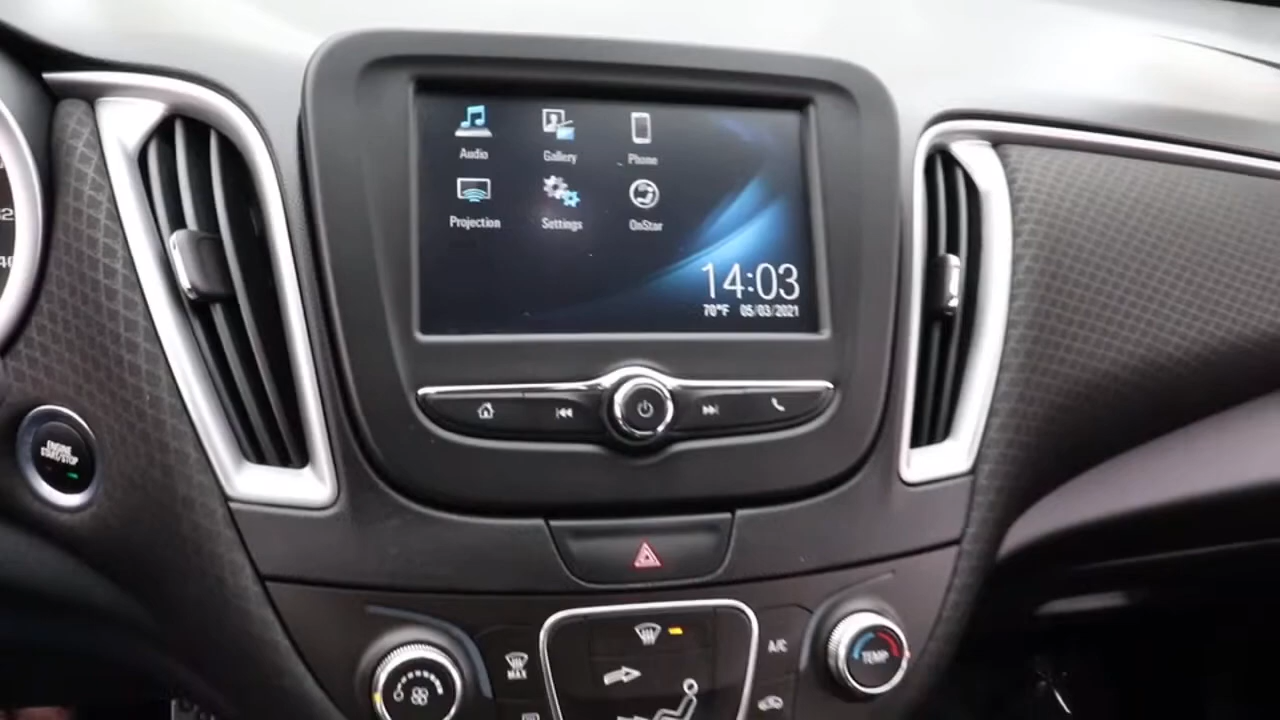 Audio
Gallery
Phone
Projection
Settings
OnStar
14:03
70°F 05/03/2021
ENGINE
START/STOP
MAX
A/C
TEMP